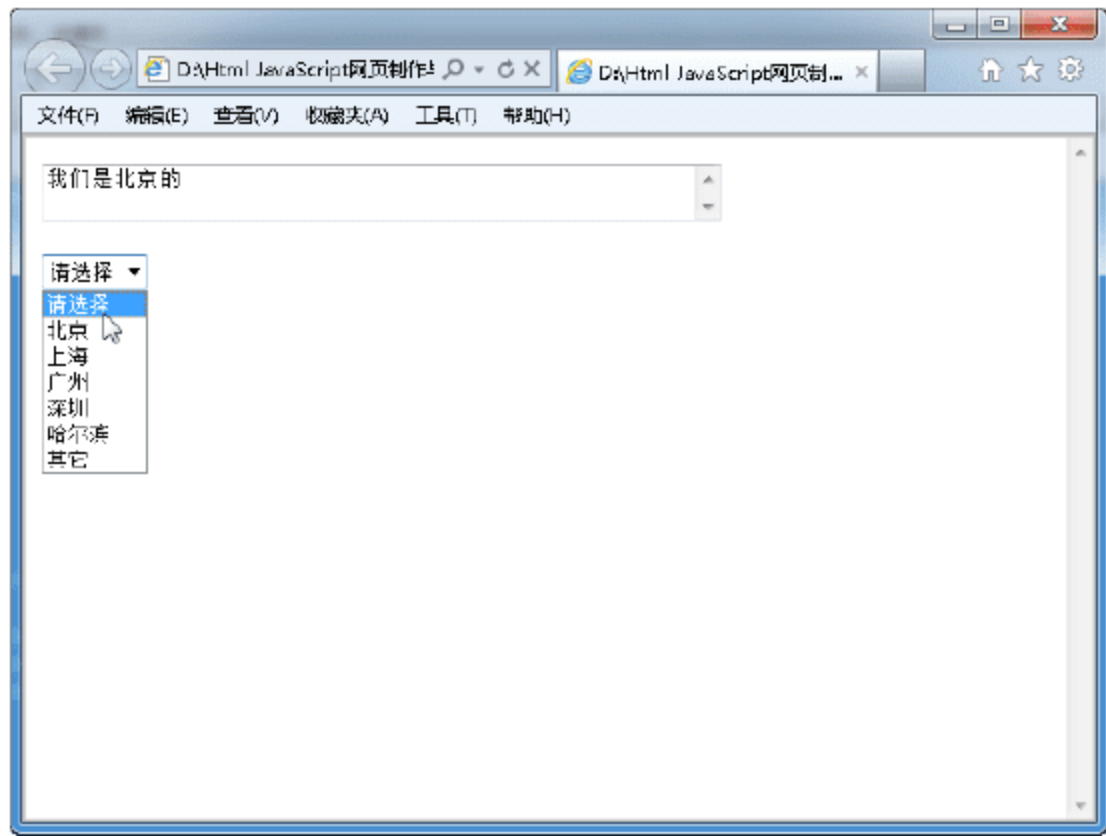 D:\Html JavaScript网页制作与
D:\Html JavaScript网页制...
文件(F) 编辑(E) 查看(V) 收藏夹(A) 工具(T) 帮助(H)
我们是北京的
请选择
请选择
北京
上海
广州
深圳
哈尔滨
其它